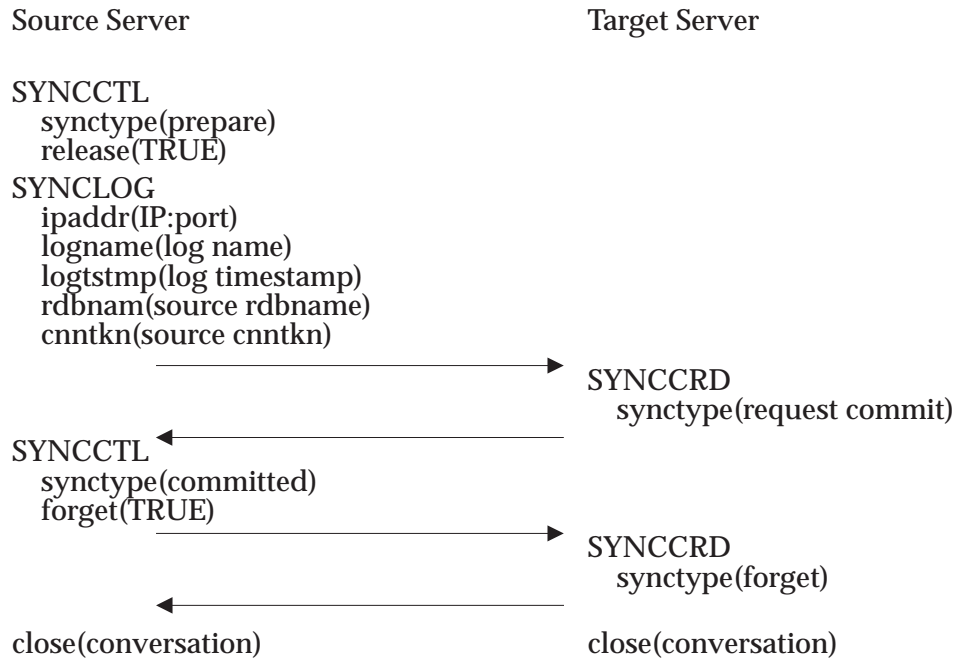 Source Server
Target Server
SYNCCTL
synctype(prepare)
release(TRUE)
SYNCLOG
ipaddr(IP:port)
logname(log name)
logtstmp(log timestamp)
rdbnam(source rdbname)
cnntkn(source cnntkn)
SYNCCRD
synctype(request commit)
SYNCCTL
synctype(committed)
forget(TRUE)
SYNCCRD
synctype(forget)
close(conversation)
close(conversation)